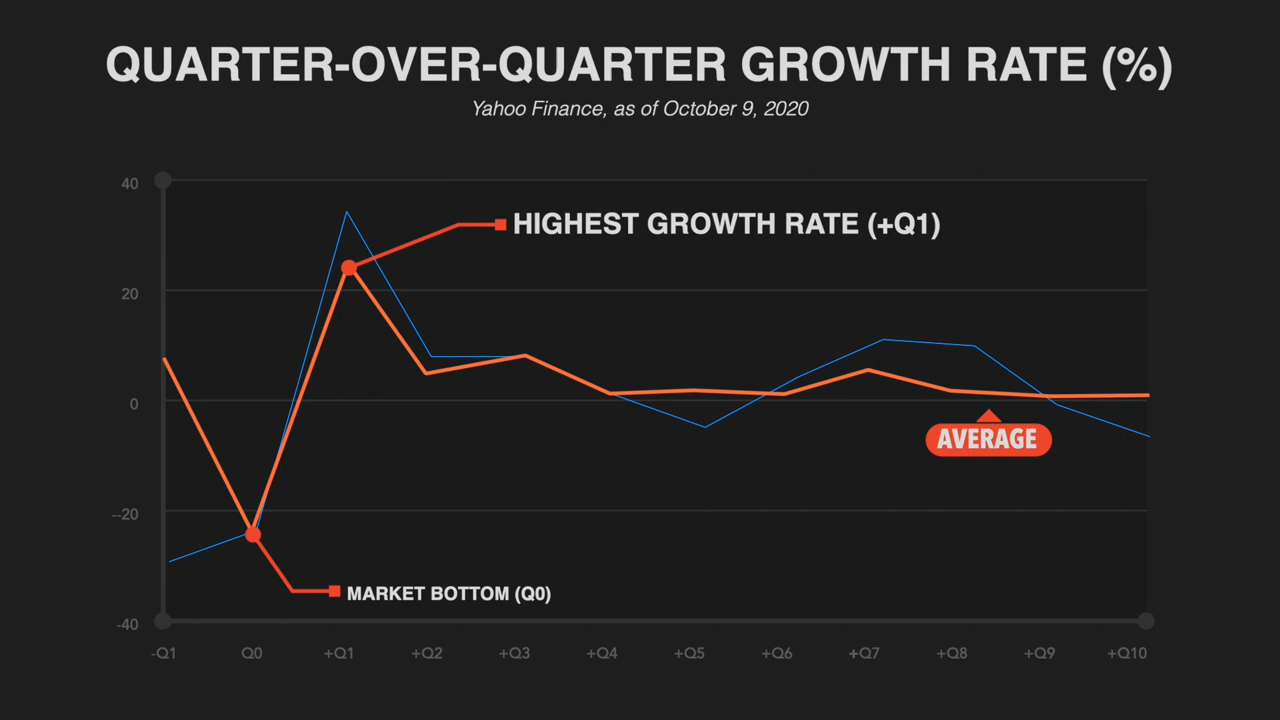 QUARTER-OVER-QUARTER GROWTH RATE (%)
Yahoo Finance, as of October 9, 2020
40
HIGHEST GROWTH RATE (+Q1)
20
0
AVERAGE
--20
MARKET BOTTOM (Q0)
-40
-Q1 Q0 +Q1 +Q2 +Q3 +Q4 +Q5 +Q6 +Q7 +Q8 +Q9 +Q10